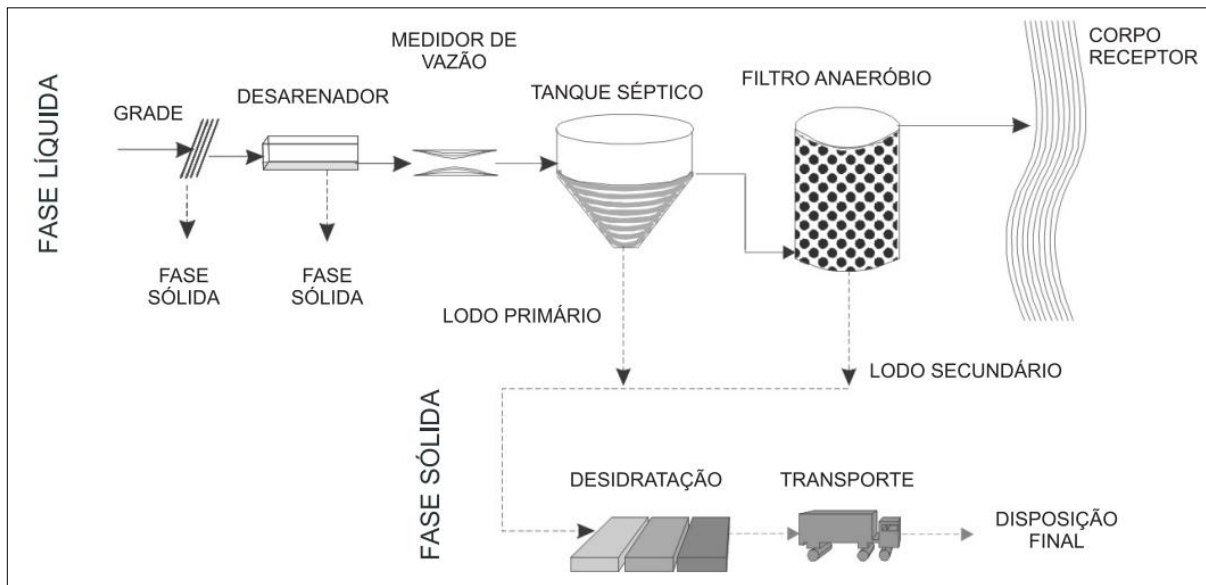 FASE LÍQUIDA
GRADE
DESARENADOR
MEDIDOR DE
VAZÃO
TANQUE SÉPTICO
FILTRO ANAERÓBIO
CORPO
RECEPTOR
FASE
SÓLIDA
FASE
SÓLIDA
LODO PRIMÁRIO
LODO SECUNDÁRIO
FASE SÓLIDA
DESIDRATAÇÃO
TRANSPORTE
DISPOSIÇÃO
FINAL